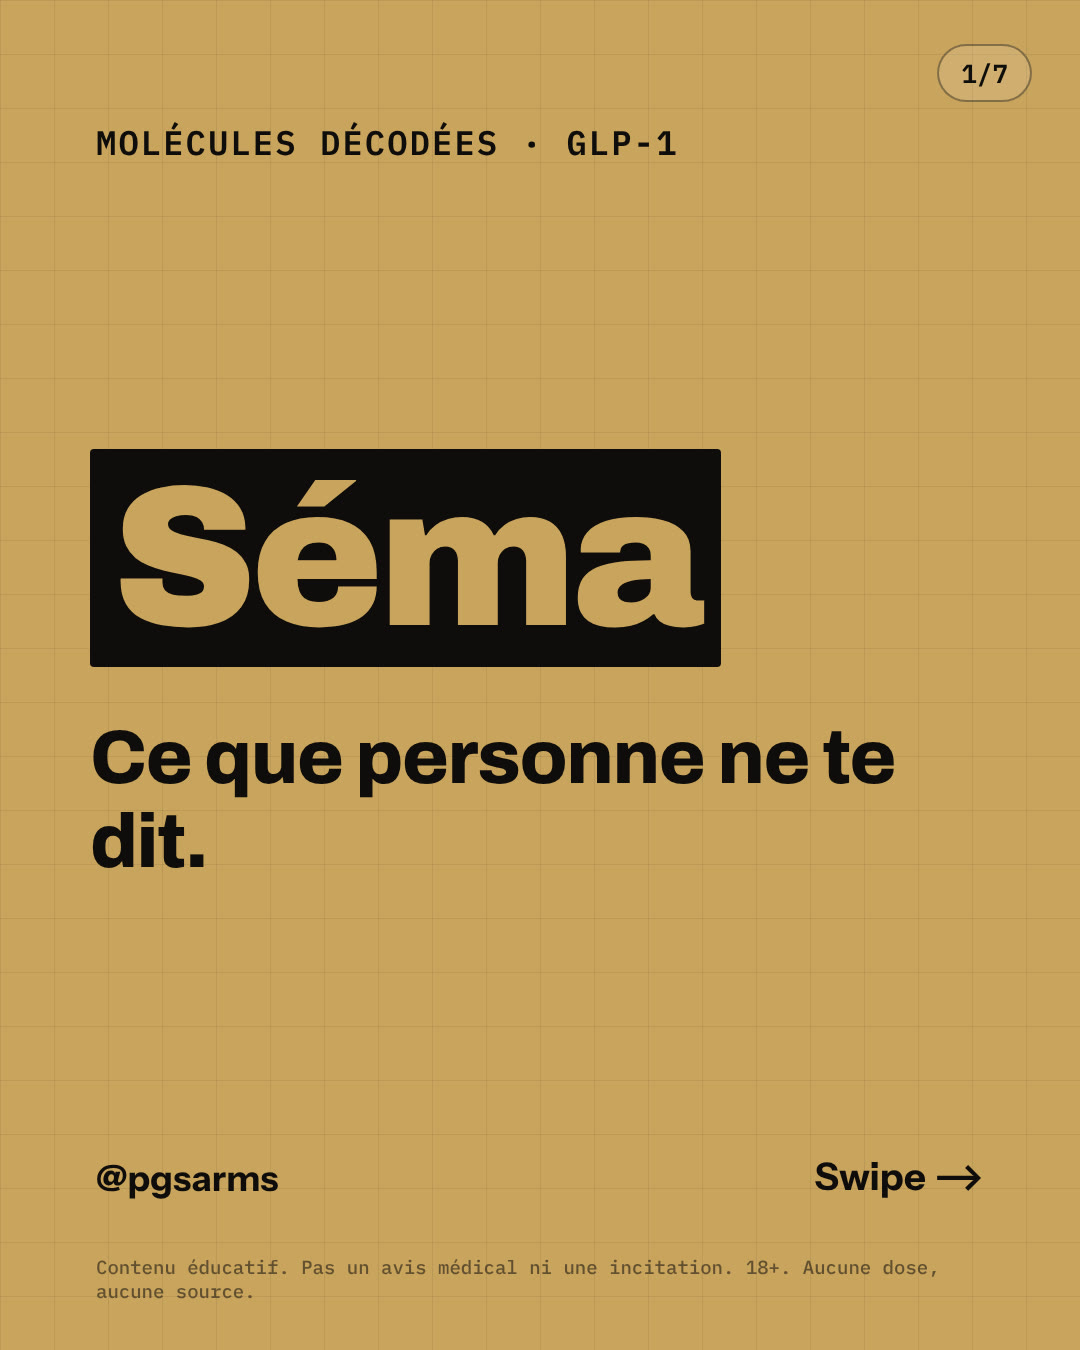 1/7
MOLÉCULES DÉCODÉES · GLP-1
Séma
Ce que personne ne te
dit.
@pgsarms
Swipe →
Contenu éducatif. Pas un avis médical ni une incitation. 18+. Aucune dose,
aucune source.